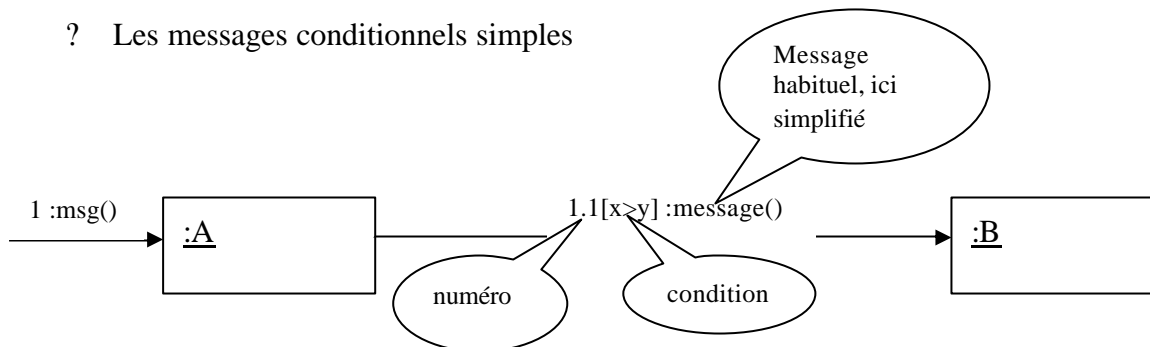 ? Les messages conditionnels simples
Message
habituel, ici
simplifié
1 :msg()
:A
1.1[x>y] :message()
:B
numéro
condition